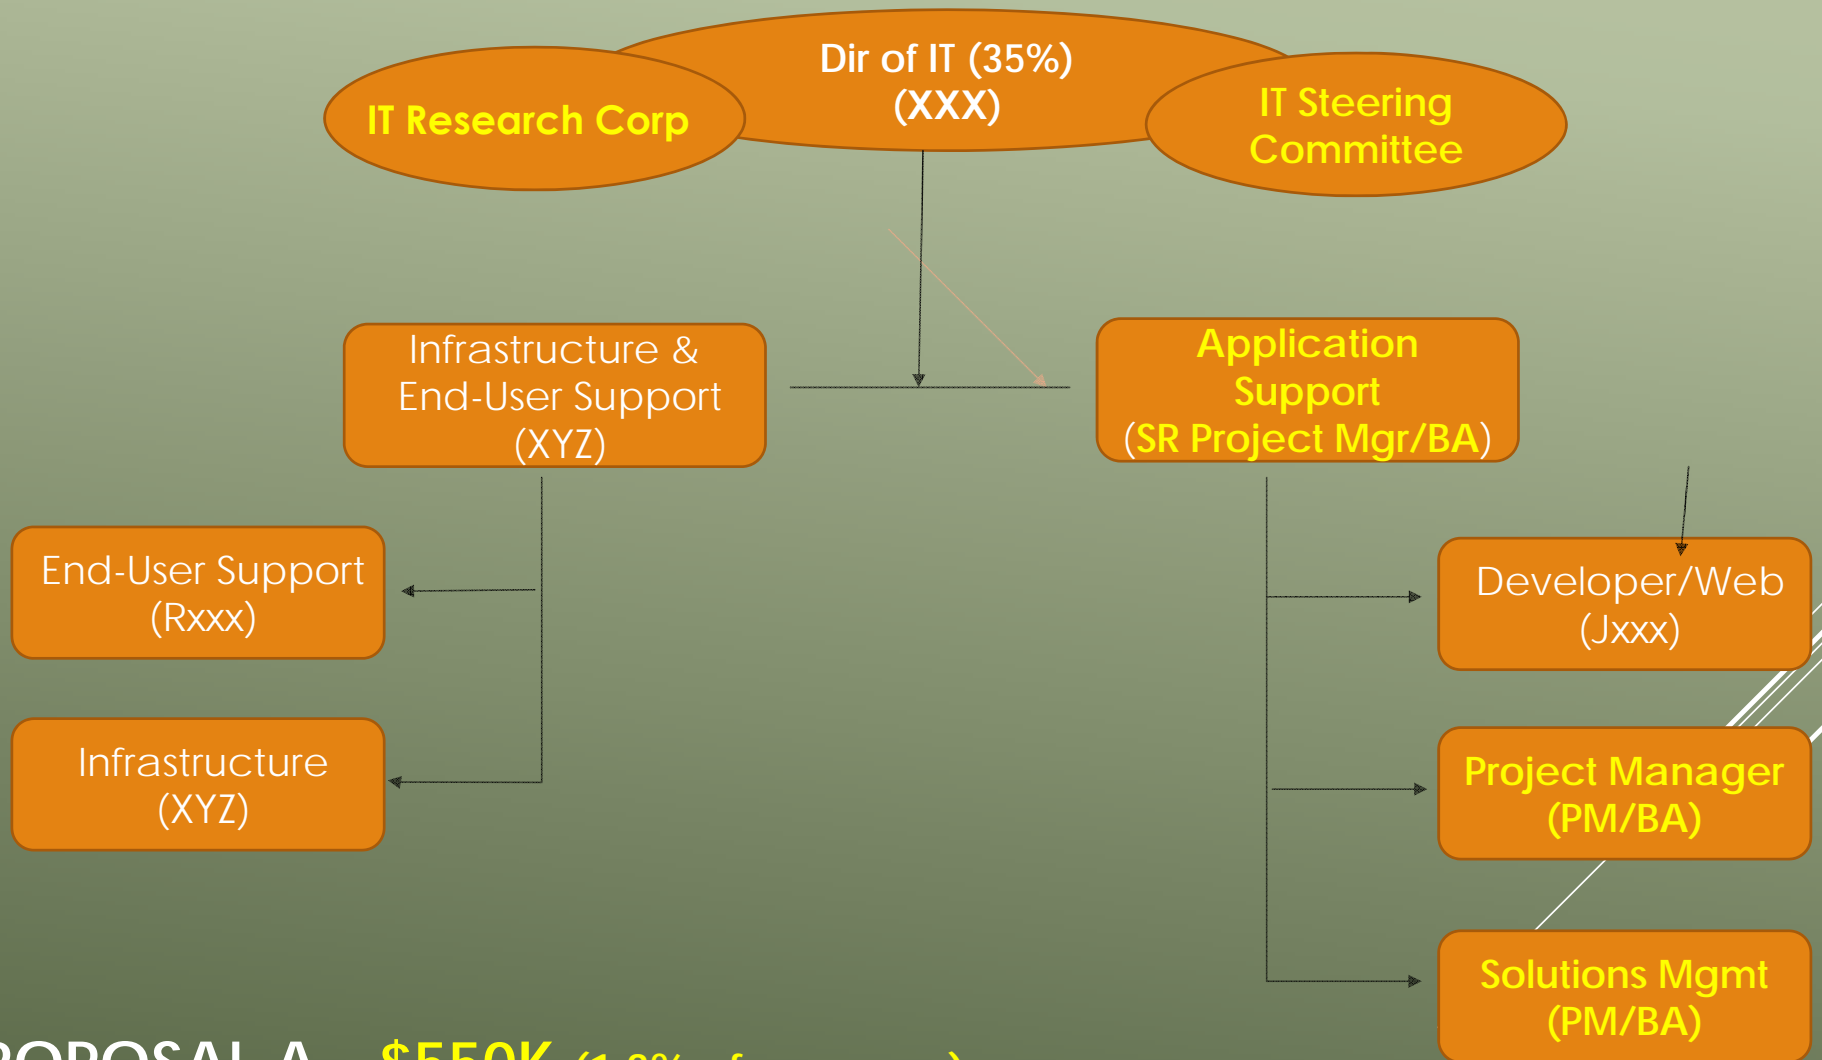 Dir of IT (35%)
(XXX)
IT Research Corp
IT Steering
Committee
Infrastructure &
End-User Support
(XYZ)
Application
Support
(SR Project Mgr/BA)
End-User Support
(Rxxx)
Developer/Web
(Jxxx)
Infrastructure
(XYZ)
Project Manager
(PM/BA)
Solutions Mgmt
(PM/BA)
OPOSAL A $550K